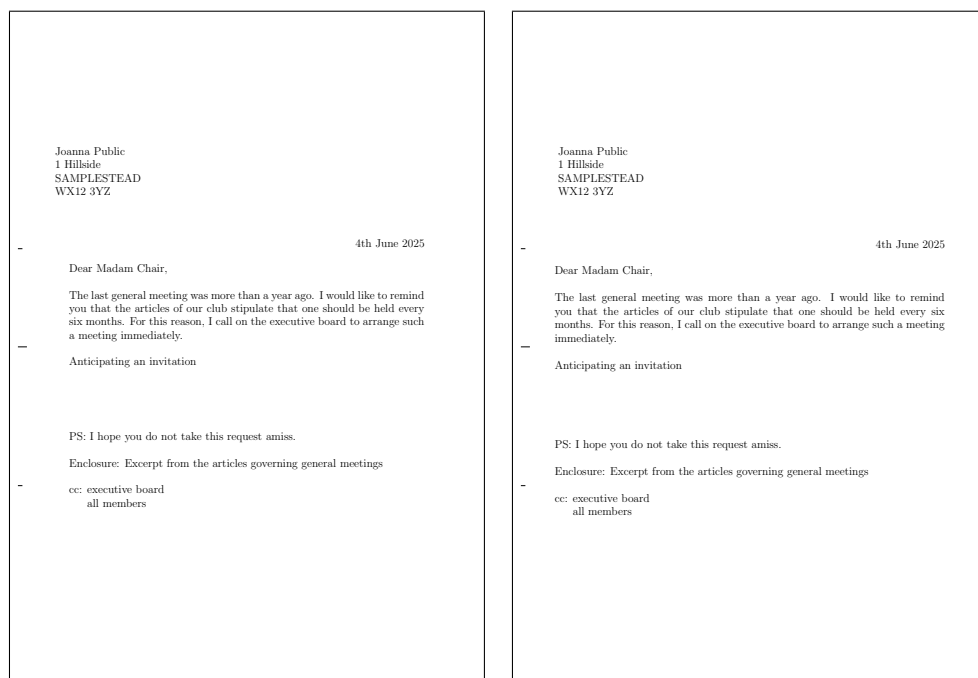 Joanna Public
1 Hillside
SAMPLESTEAD
WX12 3YZ
4th June 2025
Dear Madam Chair,
The last general meeting was more than a year ago. I would like to remind
you that the articles of our club stipulate that one should be held every
six months. For this reason, I call on the executive board to arrange such
a meeting immediately.
Anticipating an invitation
PS: I hope you do not take this request amiss.
Enclosure: Excerpt from the articles governing general meetings
cc: executive board
all members
Joanna Public
1 Hillside
SAMPLESTEAD
WX12 3YZ
4th June 2025
Dear Madam Chair,
The last general meeting was more than a year ago. I would like to remind
you that the articles of our club stipulate that one should be held every six
months. For this reason, I call on the executive board to arrange such a meeting
immediately.
Anticipating an invitation
PS: I hope you do not take this request amiss.
Enclosure: Excerpt from the articles governing general meetings
cc: executive board
all members